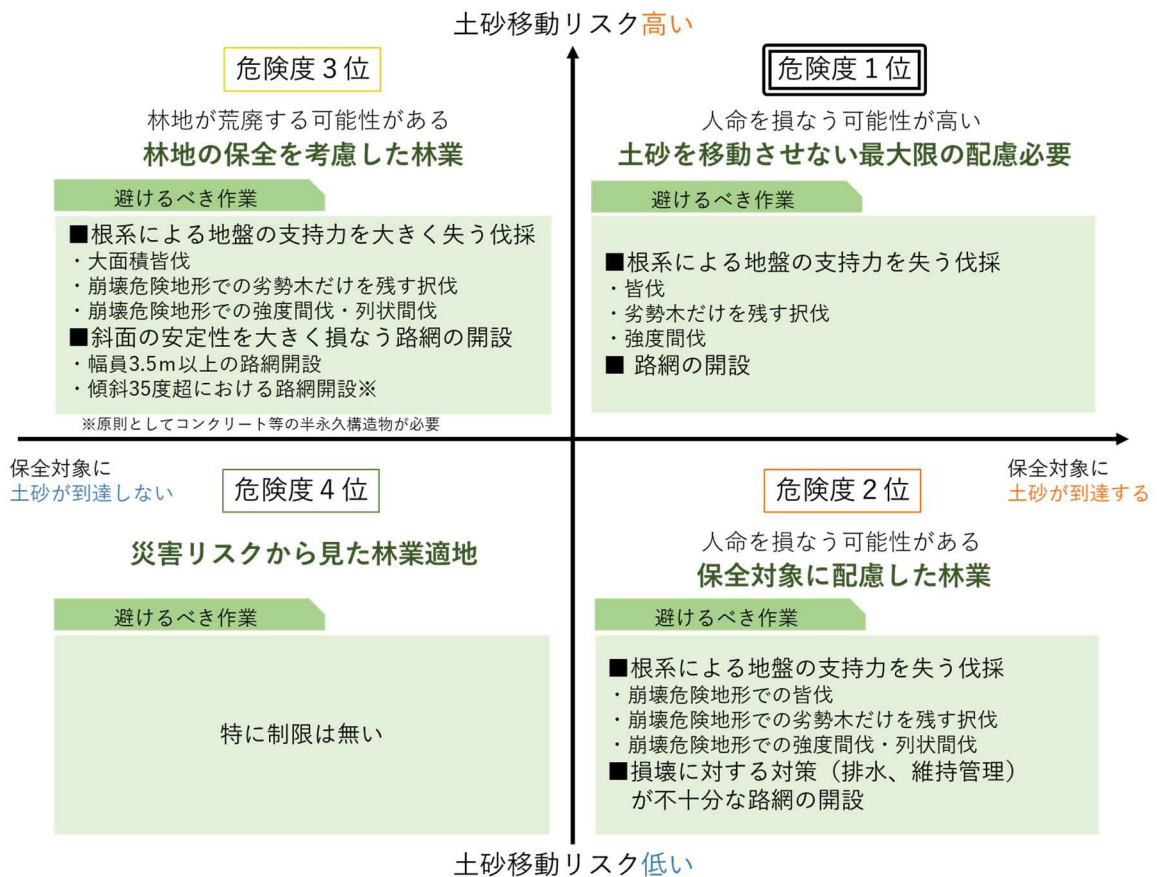 土砂移動リスク高い
危険度３位
林地が荒廃する可能性がある
林地の保全を考慮した林業
避けるべき作業
■根系による地盤の支持力を大きく失う伐採
・大面積皆伐
・崩壊危険地形での劣勢木だけを残す択伐
・崩壊危険地形での強度間伐・列状間伐
■斜面の安定性を大きく損なう路網の開設
・幅員3.5m以上の路網開設
・傾斜35度超における路網開設※
※原則としてコンクリート等の半永久構造物が必要
危険度１位
人命を損なう可能性が高い
土砂を移動させない最大限の配慮必要
避けるべき作業
■根系による地盤の支持力を失う伐採
・皆伐
・劣勢木だけを残す択伐
・強度間伐
■ 路網の開設
保全対象に
土砂が到達しない
保全対象に
土砂が到達する
危険度４位
災害リスクから見た林業適地
避けるべき作業
特に制限は無い
危険度２位
人命を損なう可能性がある
保全対象に配慮した林業
避けるべき作業
■根系による地盤の支持力を失う伐採
・崩壊危険地形での皆伐
・崩壊危険地形での劣勢木だけを残す択伐
・崩壊危険地形での強度間伐・列状間伐
■損壊に対する対策（排水、維持管理）
が不十分な路網の開設
土砂移動リスク低い